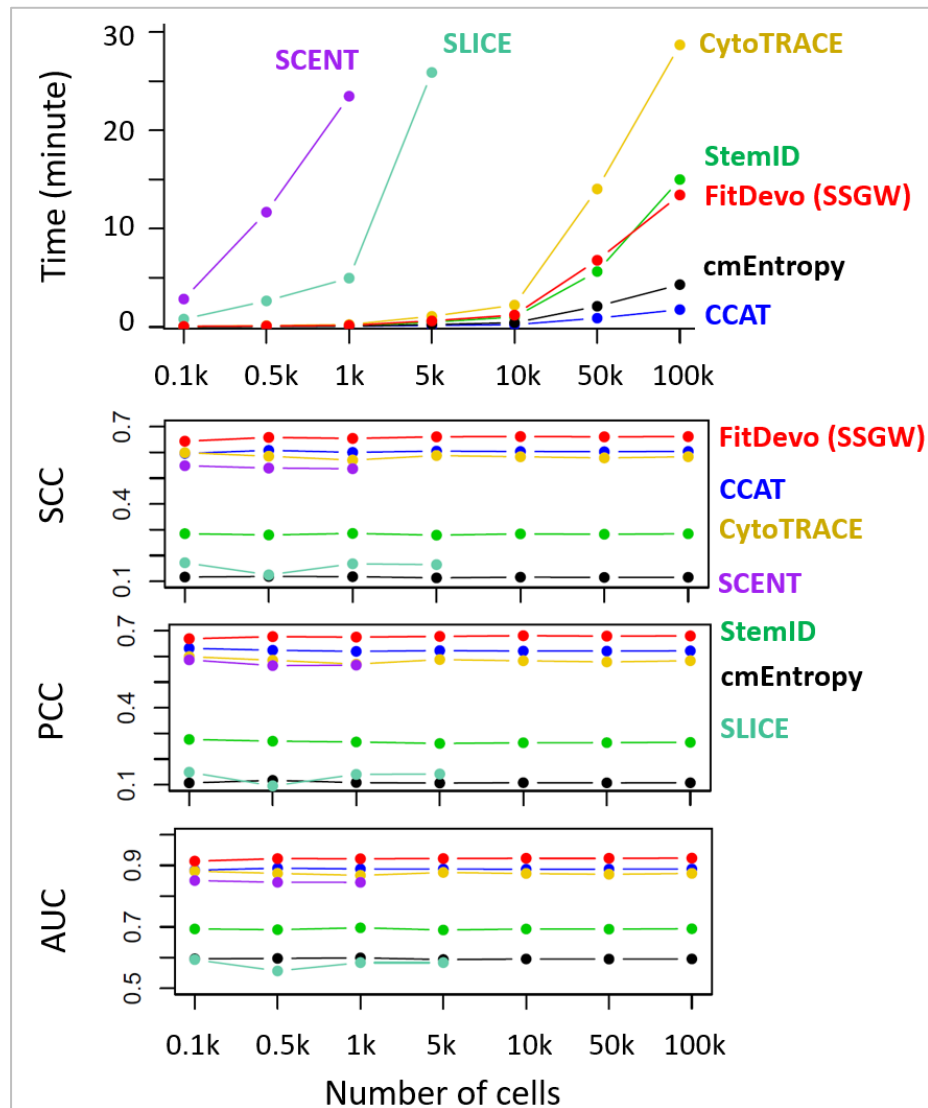 Time (minute)
30
20
10
0
SCENT
SLICE
CytoTRACE
StemID
FitDevo (SSGW)
cmEntropy
CCAT
0.1k 0.5k 1k 5k 10k 50k 100k
SCC
0.7
0.4
0.1
FitDevo (SSGW)
CCAT
CytoTRACE
SCENT
PCC
0.7
0.4
0.1
StemID
cmEntropy
SLICE
AUC
0.9
0.7
0.5
0.1k 0.5k 1k 5k 10k 50k 100k
Number of cells